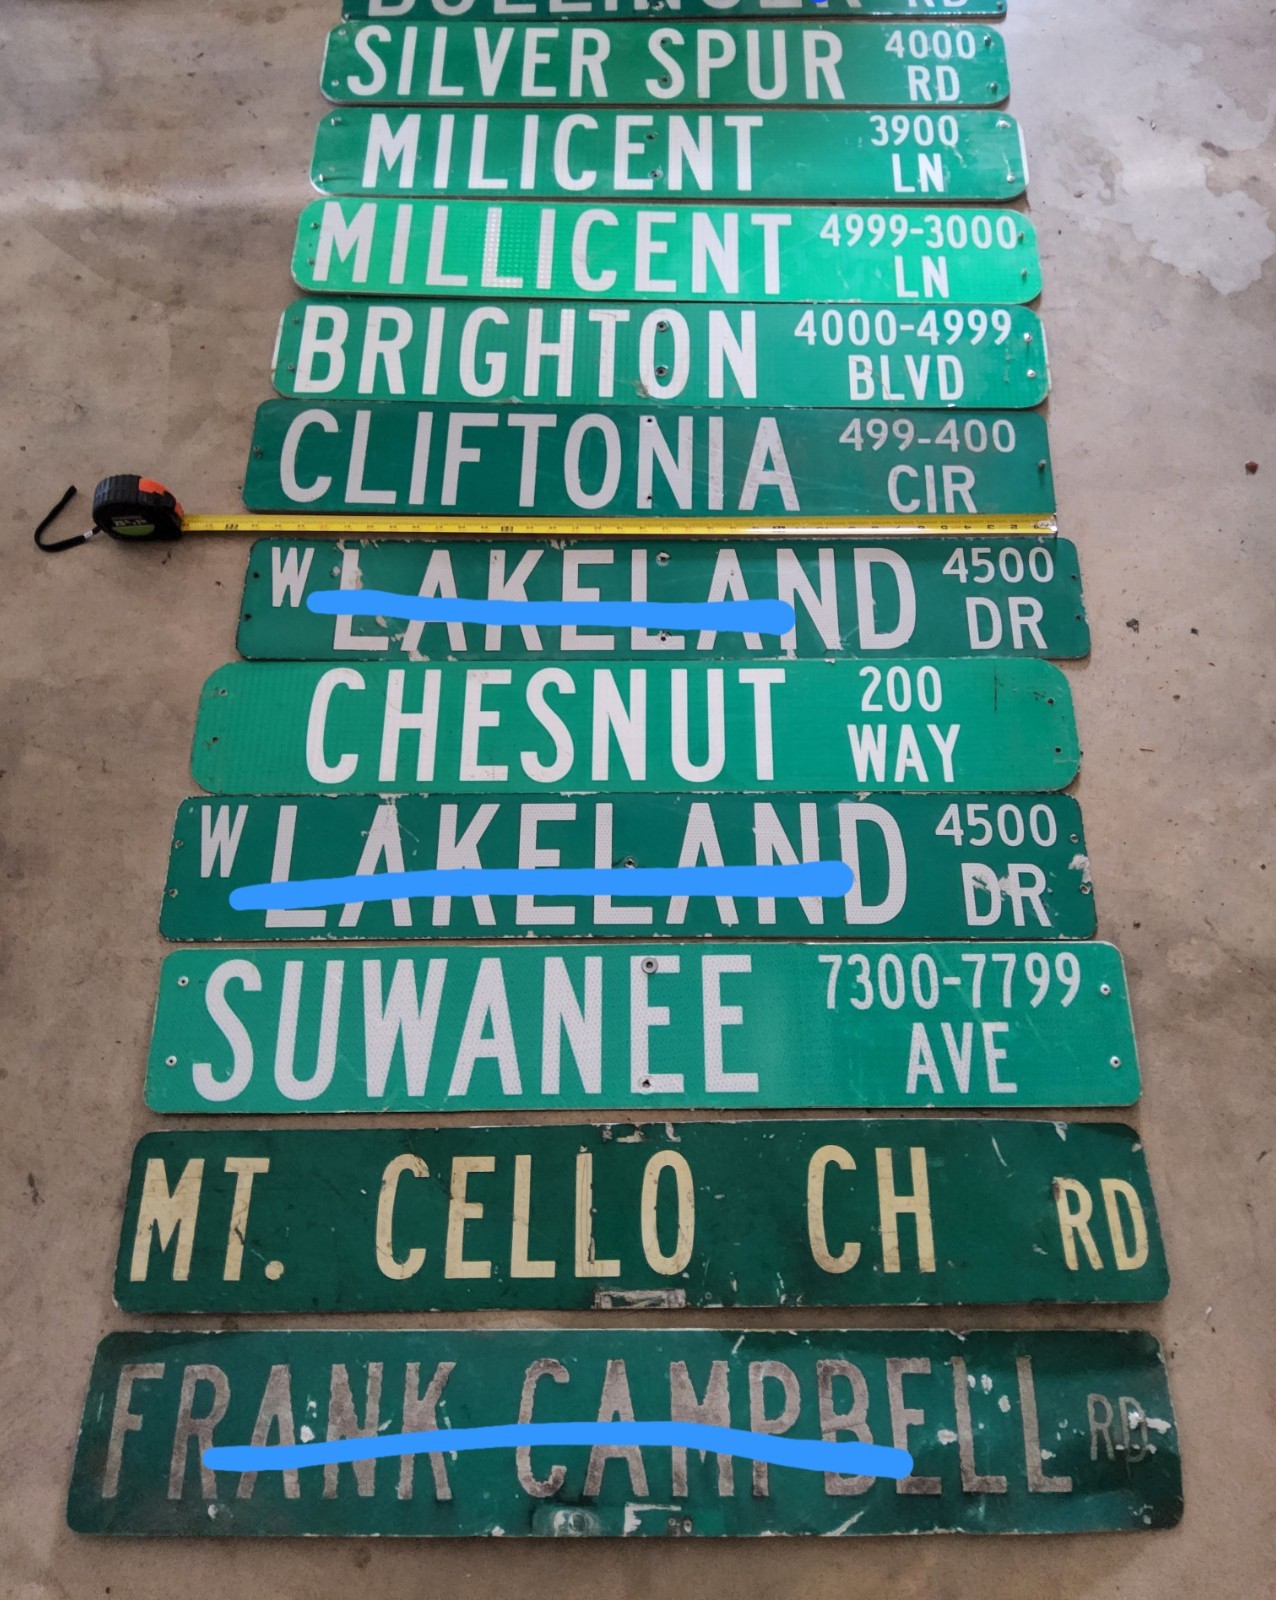 BOLLINGER RD
SILVER SPUR 4000 RD
MILICENT 3900 LN
MILLICENT 4999-3000 LN
BRIGHTON 4000-4999 BLVD
CLIFTONIA 499-400 CIR
W LAKELAND 4500 DR
CHESNUT 200 WAY
W LAKELAND 4500 DR
SUWANEE 7300-7799 AVE
MT. CELLO CH RD
FRANK CAMPBELL RD